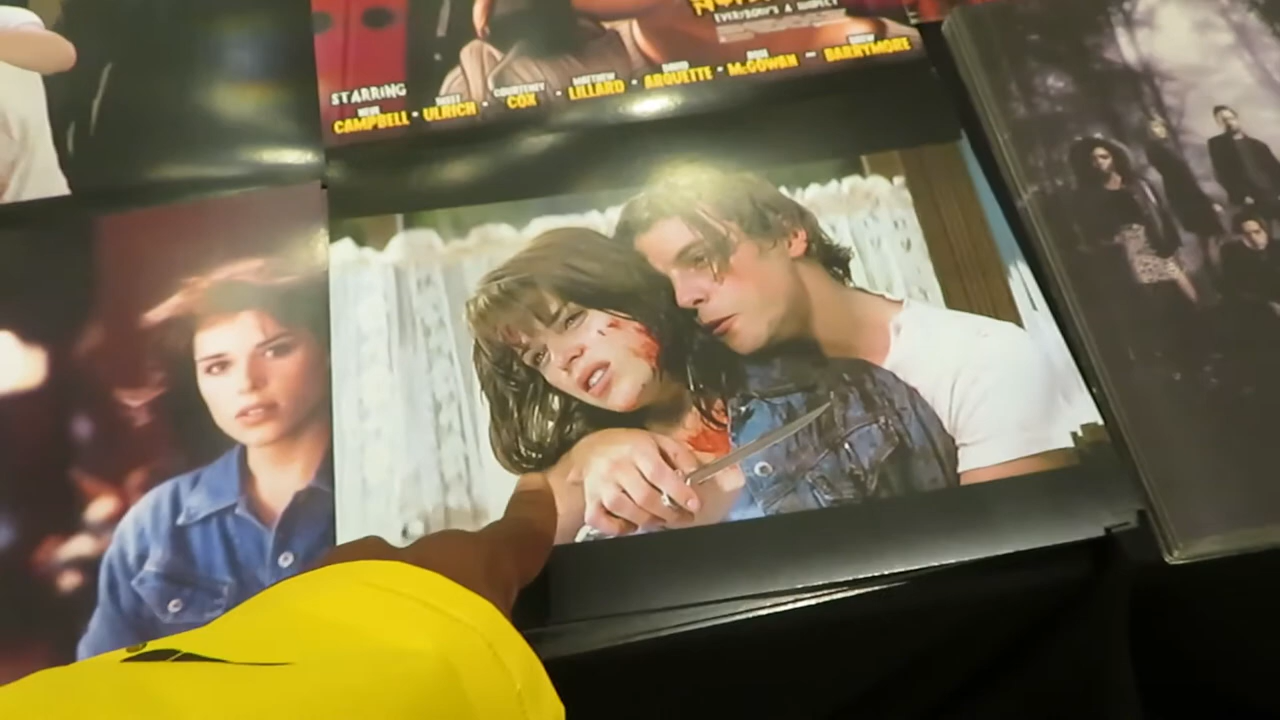 EVERYBODY'S A SUSPECT
STARRING
NEVE CAMPBELL · SKEET ULRICH · COURTENEY COX · MATTHEW LILLARD · DAVID ARQUETTE · ROSE McGOWAN - DREW BARRYMORE